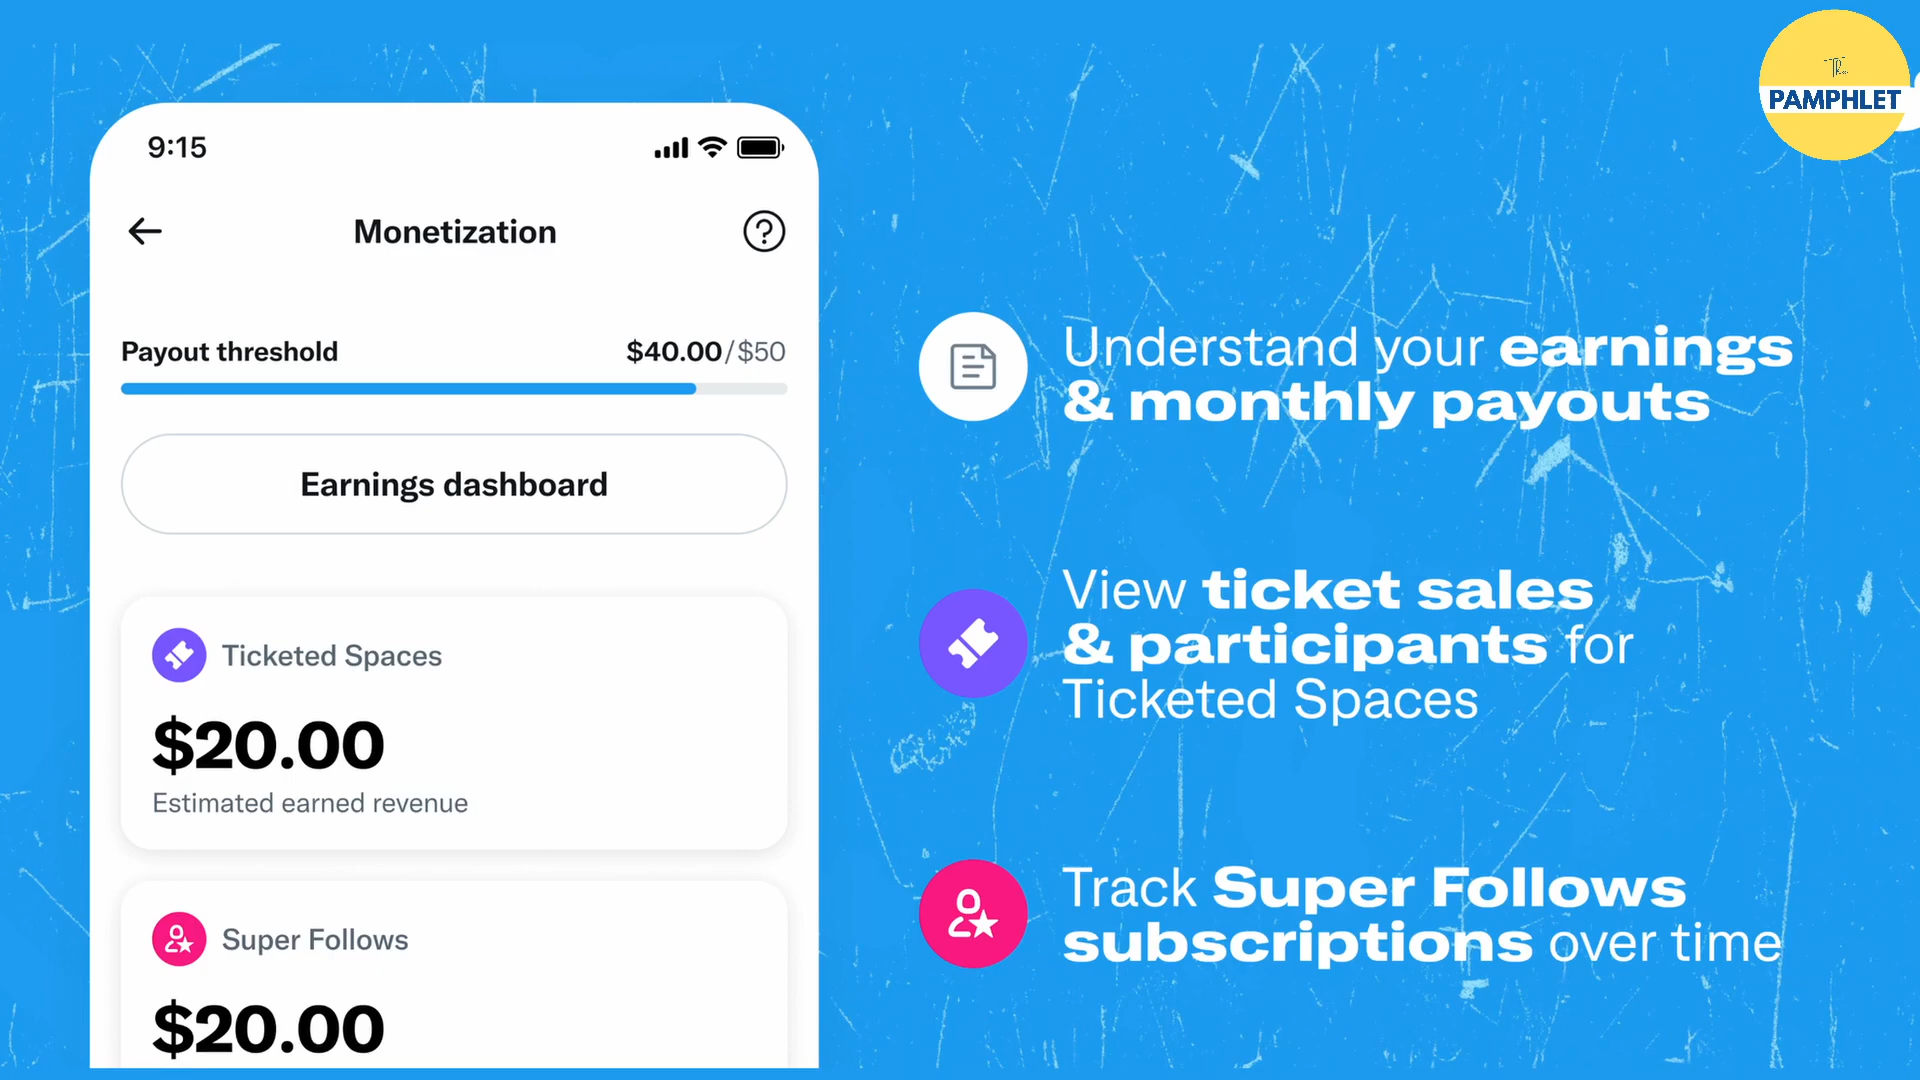 The
PAMPHLET
9:15
Monetization
Payout threshold
$40.00/$50
Earnings dashboard
Ticketed Spaces
$20.00
Estimated earned revenue
Super Follows
$20.00
Understand your earnings
& monthly payouts
View ticket sales
& participants for
Ticketed Spaces
Track Super Follows
subscriptions over time